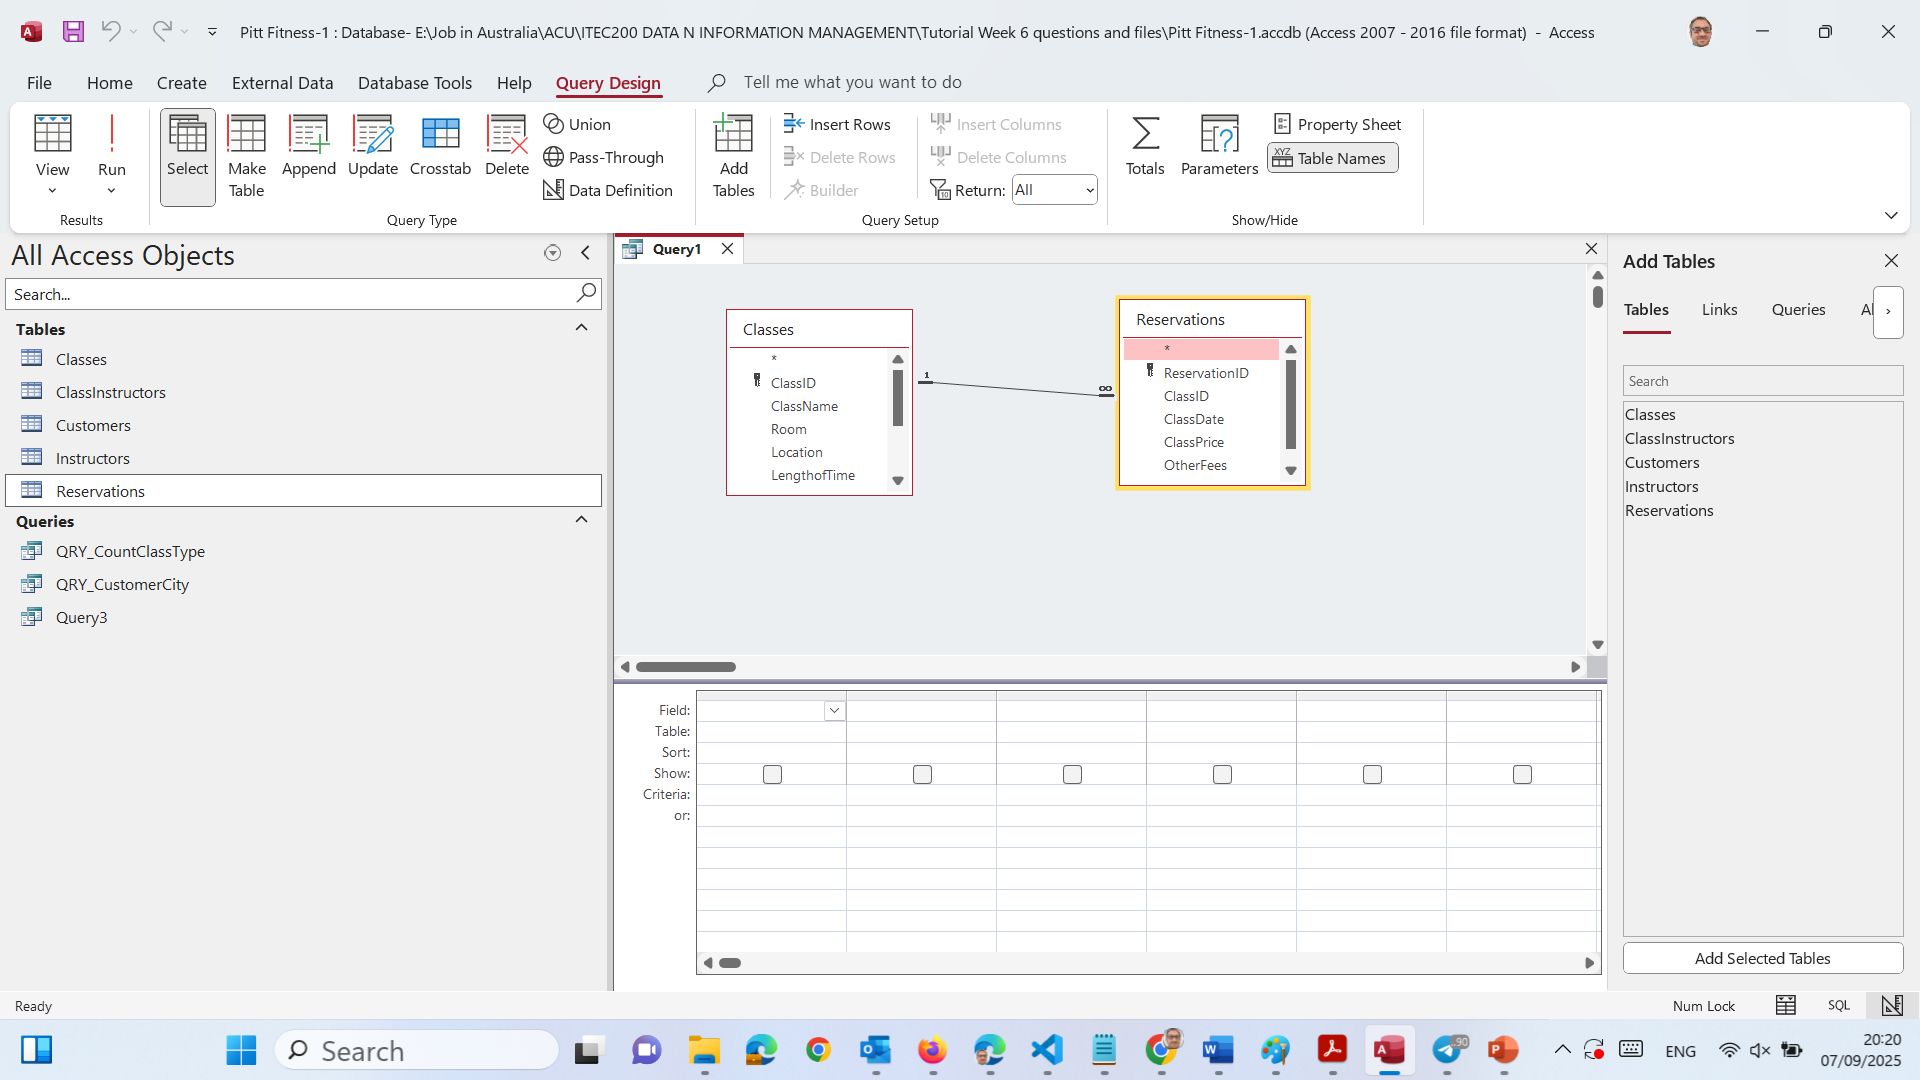 Pitt Fitness-1 : Database- E:\Job in Australia\ACU\ITEC200 DATA N INFORMATION MANAGEMENT\Tutorial Week 6 questions and files\Pitt Fitness-1.accdb (Access 2007 - 2016 file format) - Access
File Home Create External Data Database Tools Help Query Design Tell me what you want to do
View
Run
Results
Select
Make Table
Append
Update
Crosstab
Delete
Union
Pass-Through
Data Definition
Query Type
Add Tables
Insert Rows
Delete Rows
Builder
Insert Columns
Delete Columns
Return: All
Query Setup
Totals
Parameters
Property Sheet
XYZ Table Names
Show/Hide
All Access Objects
Search...
Tables
Classes
ClassInstructors
Customers
Instructors
Reservations
Queries
QRY_CountClassType
QRY_CustomerCity
Query3
Query1
Classes
*
ClassID
ClassName
Room
Location
LengthofTime
1
∞
Reservations
*
ReservationID
ClassID
ClassDate
ClassPrice
OtherFees
Field:
Table:
Sort:
Show:
Criteria:
or:
Add Tables
Tables Links Queries Al
Search
Classes
ClassInstructors
Customers
Instructors
Reservations
Add Selected Tables
Ready
Num Lock
SQL
Search
90
ENG
20:20
07/09/2025